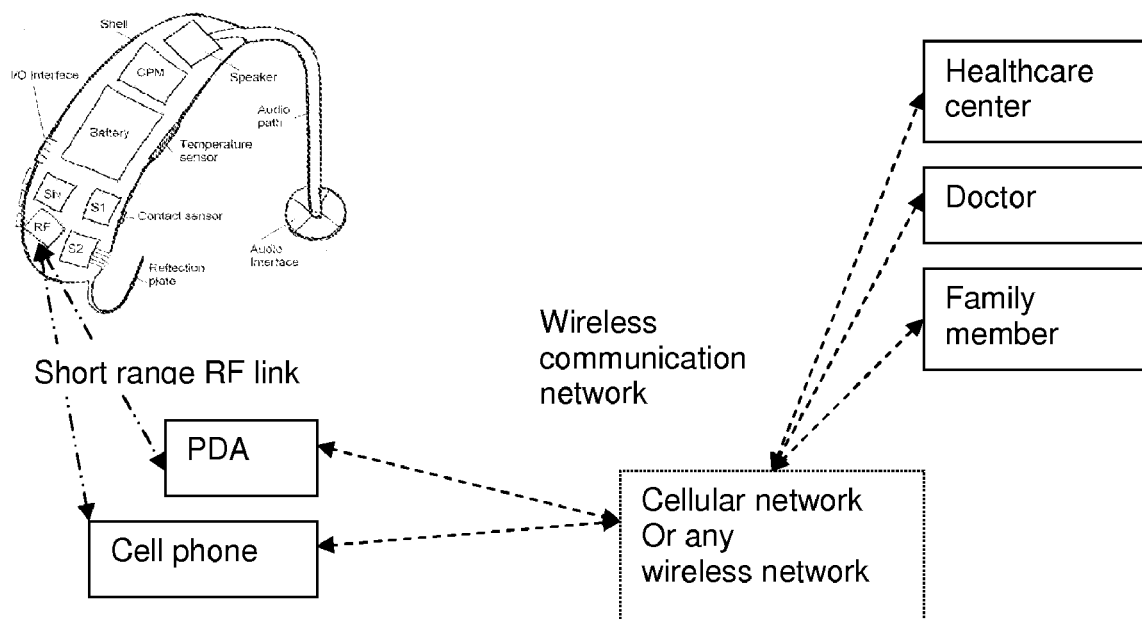 Shell
CPM
Speaker
I/O Interface
Battery
Audio
path
Temperature
sensor
SN
S1
Contact sensor
RF
S2
Audio
Interface
Reflection
plate
Short range RF link
PDA
Cell phone
Wireless
communication
network
Cellular network
Or any
wireless network
Healthcare
center
Doctor
Family
member